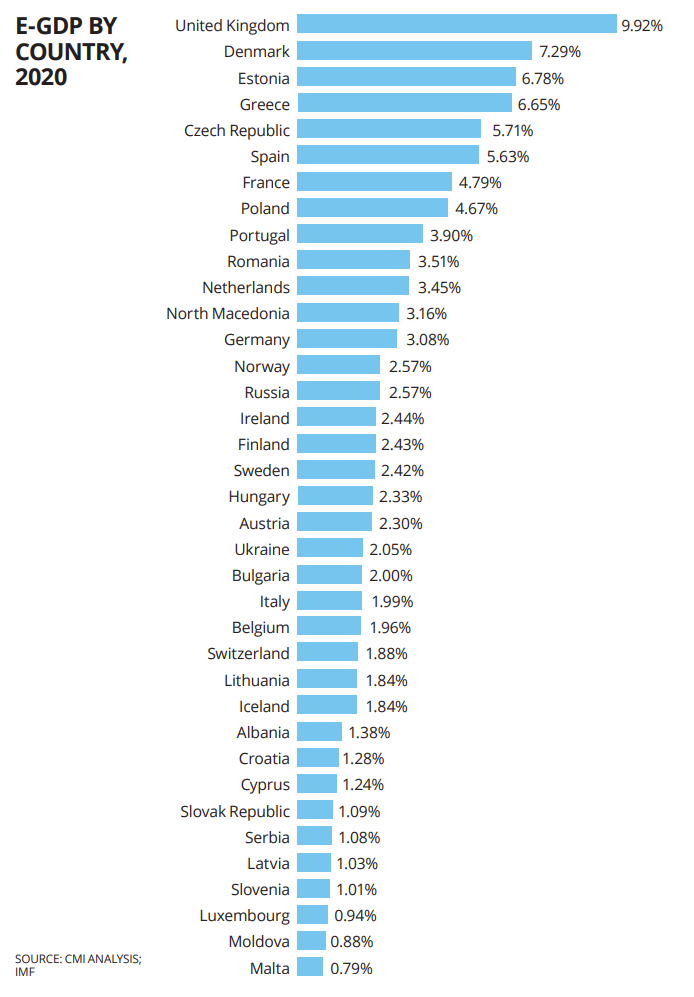 E-GDP BY
COUNTRY,
2020
United Kingdom 9.92%
Denmark 7.29%
Estonia 6.78%
Greece 6.65%
Czech Republic 5.71%
Spain 5.63%
France 4.79%
Poland 4.67%
Portugal 3.90%
Romania 3.51%
Netherlands 3.45%
North Macedonia 3.16%
Germany 3.08%
Norway 2.57%
Russia 2.57%
Ireland 2.44%
Finland 2.43%
Sweden 2.42%
Hungary 2.33%
Austria 2.30%
Ukraine 2.05%
Bulgaria 2.00%
Italy 1.99%
Belgium 1.96%
Switzerland 1.88%
Lithuania 1.84%
Iceland 1.84%
Albania 1.38%
Croatia 1.28%
Cyprus 1.24%
Slovak Republic 1.09%
Serbia 1.08%
Latvia 1.03%
Slovenia 1.01%
Luxembourg 0.94%
Moldova 0.88%
Malta 0.79%
SOURCE: CMI ANALYSIS;
IMF